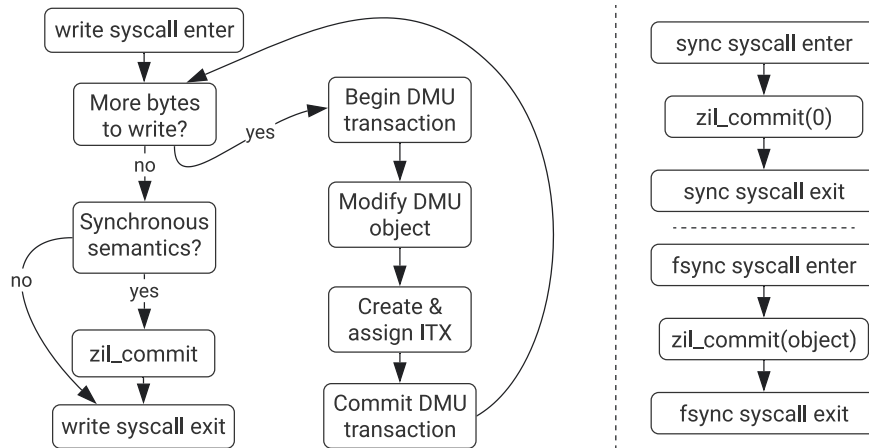 write syscall enter
More bytes
to write?
yes
no
Synchronous
semantics?
no
yes
zil_commit
write syscall exit
Begin DMU
transaction
Modify DMU
object
Create &
assign ITX
Commit DMU
transaction
sync syscall enter
zil_commit(0)
sync syscall exit
fsync syscall enter
zil_commit(object)
fsync syscall exit